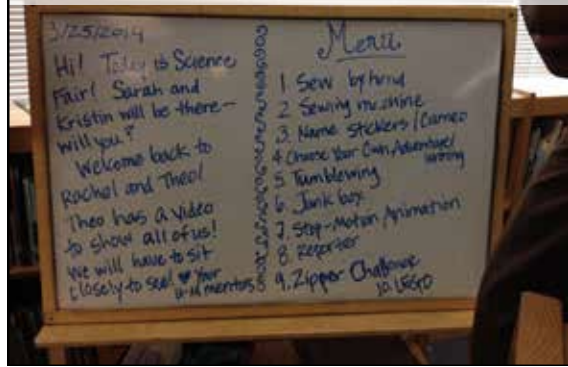 3/25/2014
Hi! Today is Science
Fair! Sarah and
Kristin will be there—
will you?
Welcome back to
Rachel and Theo!
Theo has a video
to show all of us!
We will have to sit
closely to see! ♥ Your
U-M mentors
Menu
1 Sew by hand
2 Sewing machine
3. Name Stickers/Cameo
4 Choose Your Own Adventure/
Writing
5 Tumblewing
6. Junk box
7 Stop-Motion Animation
8 Reporter
9. Zipper Challenge
10. LEGO